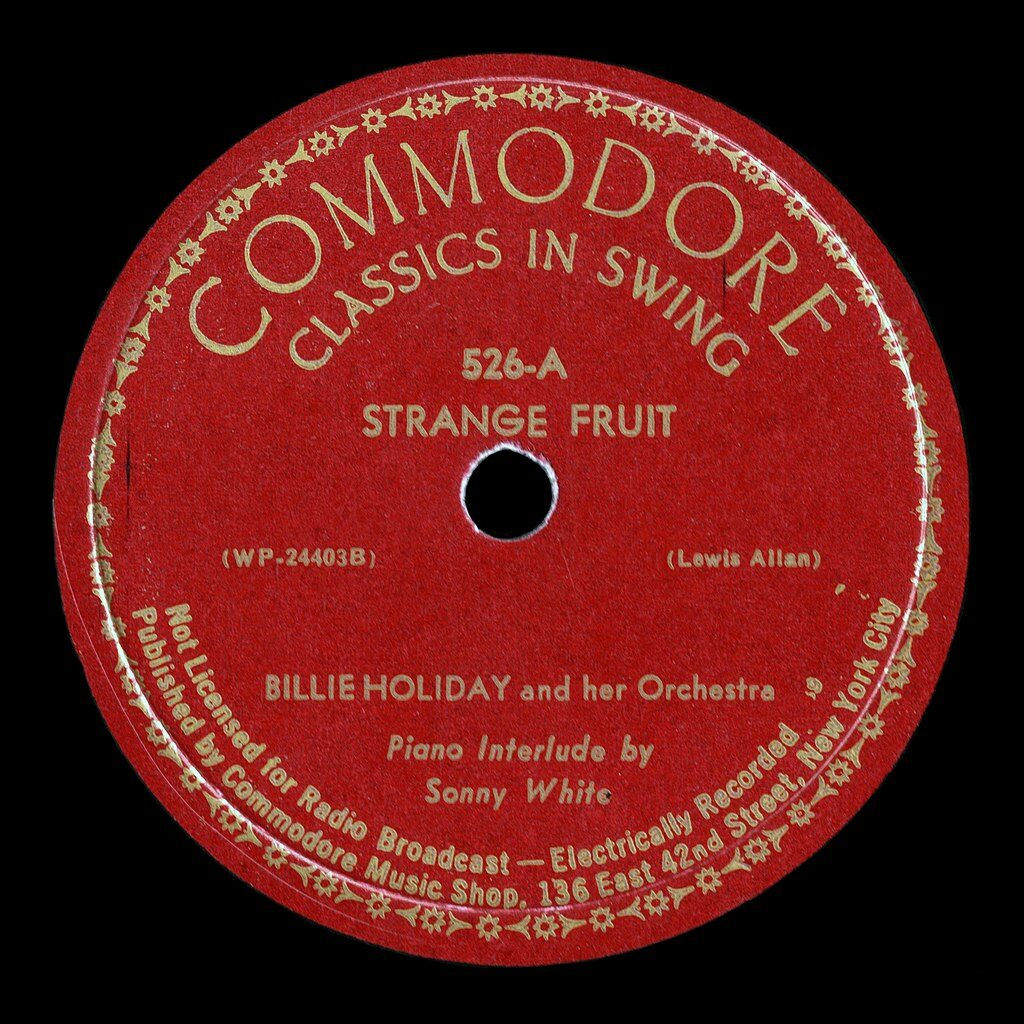 COMMODORE
CLASSICS IN SWING
526-A
STRANGE FRUIT
(WP-24403B)
(Lewis Allan)
BILLIE HOLIDAY and her Orchestra
Piano Interlude by
Sonny White
Not Licensed for Radio Broadcast — Electrically Recorded
Published by Commodore Music Shop, 136 East 42nd Street, New York City